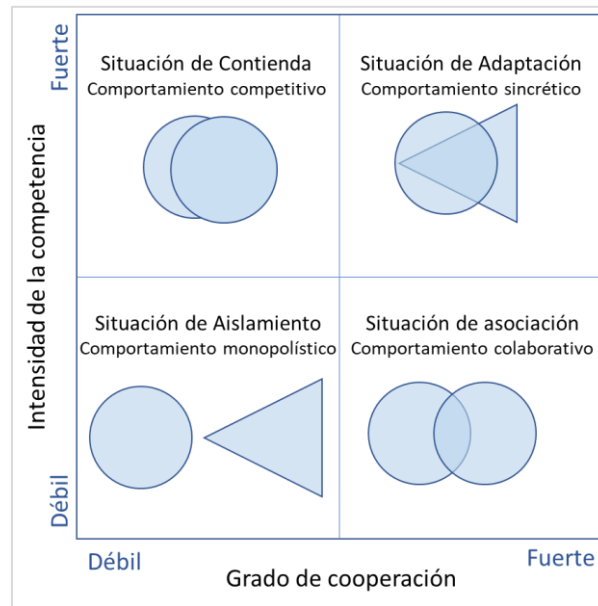 Fuerte
Situación de Contienda
Comportamiento competitivo
Situación de Adaptación
Comportamiento sincrético
Intensidad de la competencia
Situación de Aislamiento
Comportamiento monopolístico
Situación de asociación
Comportamiento colaborativo
Débil
Débil
Fuerte
Grado de cooperación